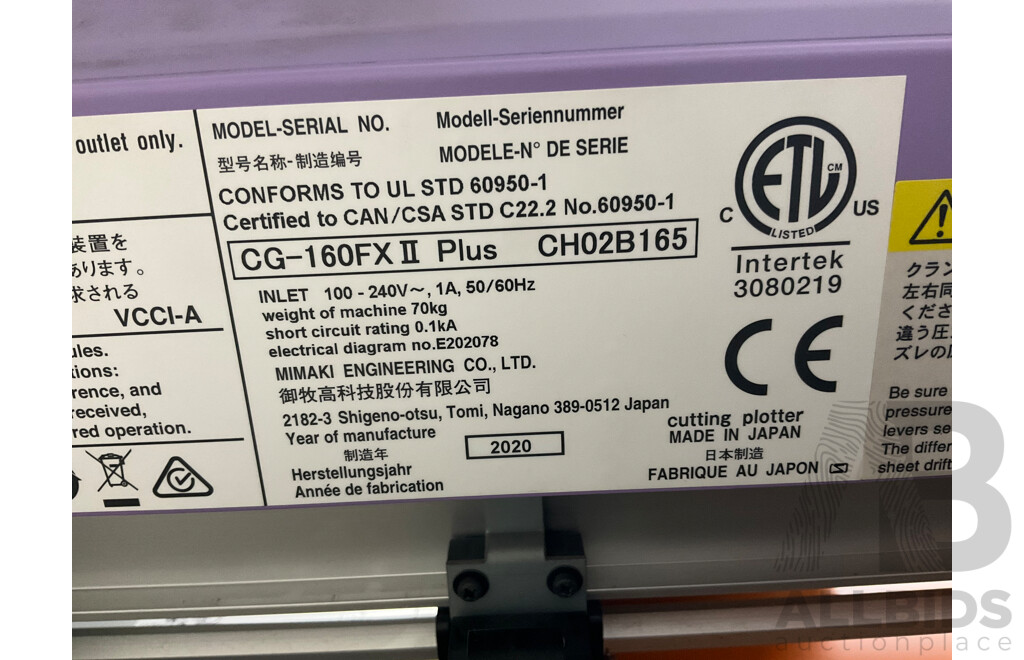 outlet only.
装置を
あります。
求される
VCCI-A
ules.
tions:
rence, and
received,
red operation.
MODEL-SERIAL NO. Modell-Seriennummer
型号名称-制造编号 MODELE-N° DE SERIE
CONFORMS TO UL STD 60950-1
Certified to CAN/CSA STD C22.2 No.60950-1
CG-160FXⅡ Plus CH02B165
INLET 100 - 240V～, 1A, 50/60Hz
weight of machine 70kg
short circuit rating 0.1kA
electrical diagram no.E202078
MIMAKI ENGINEERING CO., LTD.
御牧高科技股份有限公司
2182-3 Shigeno-otsu, Tomi, Nagano 389-0512 Japan
Year of manufacture
制造年
2020
Herstellungsjahr
Année de fabrication
ETL CM
C US
LISTED
Intertek
3080219
CE
cutting plotter
MADE IN JAPAN
日本制造
FABRIQUE AU JAPON
クラン
左右同
くださ
違う圧
ズレの原
Be sure
pressure
levers se
The differ
sheet drift
AB
ALLBIDS
auctionplace